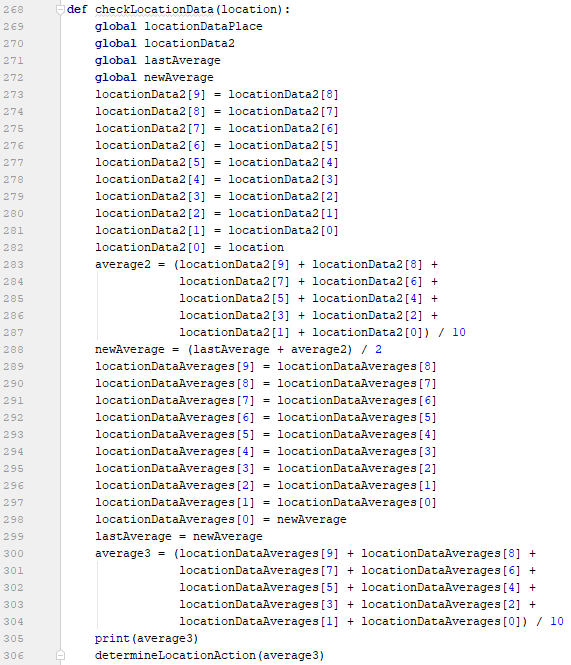 268 def checkLocationData(location):
269     global locationDataPlace
270     global locationData2
271     global lastAverage
272     global newAverage
273     locationData2[9] = locationData2[8]
274     locationData2[8] = locationData2[7]
275     locationData2[7] = locationData2[6]
276     locationData2[6] = locationData2[5]
277     locationData2[5] = locationData2[4]
278     locationData2[4] = locationData2[3]
279     locationData2[3] = locationData2[2]
280     locationData2[2] = locationData2[1]
281     locationData2[1] = locationData2[0]
282     locationData2[0] = location
283     average2 = (locationData2[9] + locationData2[8] +
284                 locationData2[7] + locationData2[6] +
285                 locationData2[5] + locationData2[4] +
286                 locationData2[3] + locationData2[2] +
287                 locationData2[1] + locationData2[0]) / 10
288     newAverage = (lastAverage + average2) / 2
289     locationDataAverages[9] = locationDataAverages[8]
290     locationDataAverages[8] = locationDataAverages[7]
291     locationDataAverages[7] = locationDataAverages[6]
292     locationDataAverages[6] = locationDataAverages[5]
293     locationDataAverages[5] = locationDataAverages[4]
294     locationDataAverages[4] = locationDataAverages[3]
295     locationDataAverages[3] = locationDataAverages[2]
296     locationDataAverages[2] = locationDataAverages[1]
297     locationDataAverages[1] = locationDataAverages[0]
298     locationDataAverages[0] = newAverage
299     lastAverage = newAverage
300     average3 = (locationDataAverages[9] + locationDataAverages[8] +
301                 locationDataAverages[7] + locationDataAverages[6] +
302                 locationDataAverages[5] + locationDataAverages[4] +
303                 locationDataAverages[3] + locationDataAverages[2] +
304                 locationDataAverages[1] + locationDataAverages[0]) / 10
305     print(average3)
306     determineLocationAction(average3)